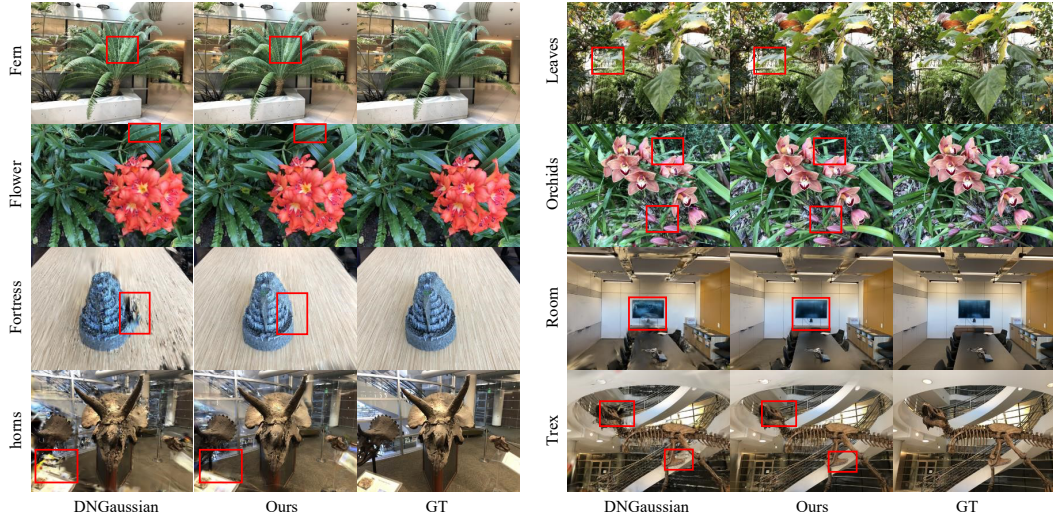 Fern
Flower
Fortress
horns
DNGaussian
Ours
GT
Leaves
Orchids
Room
Trex
DNGaussian
Ours
GT